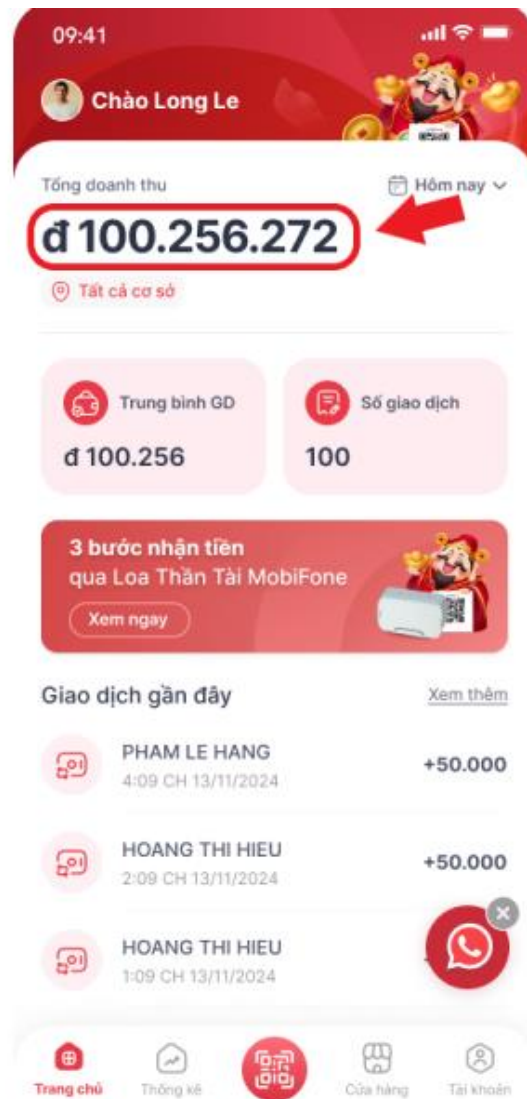 09:41
Chào Long Le
Tổng doanh thu
Hôm nay
đ 100.256.272
Tất cả cơ sở
Trung bình GD
Số giao dịch
đ 100.256
100
3 bước nhận tiền
qua Loa Thần Tài MobiFone
Xem ngay
Giao dịch gần đây
Xem thêm
PHAM LE HANG
+50.000
4:09 CH 13/11/2024
HOANG THI HIEU
+50.000
2:09 CH 13/11/2024
HOANG THI HIEU
1:09 CH 13/11/2024
Trang chủ
Thống kê
Cửa hàng
Tài khoản